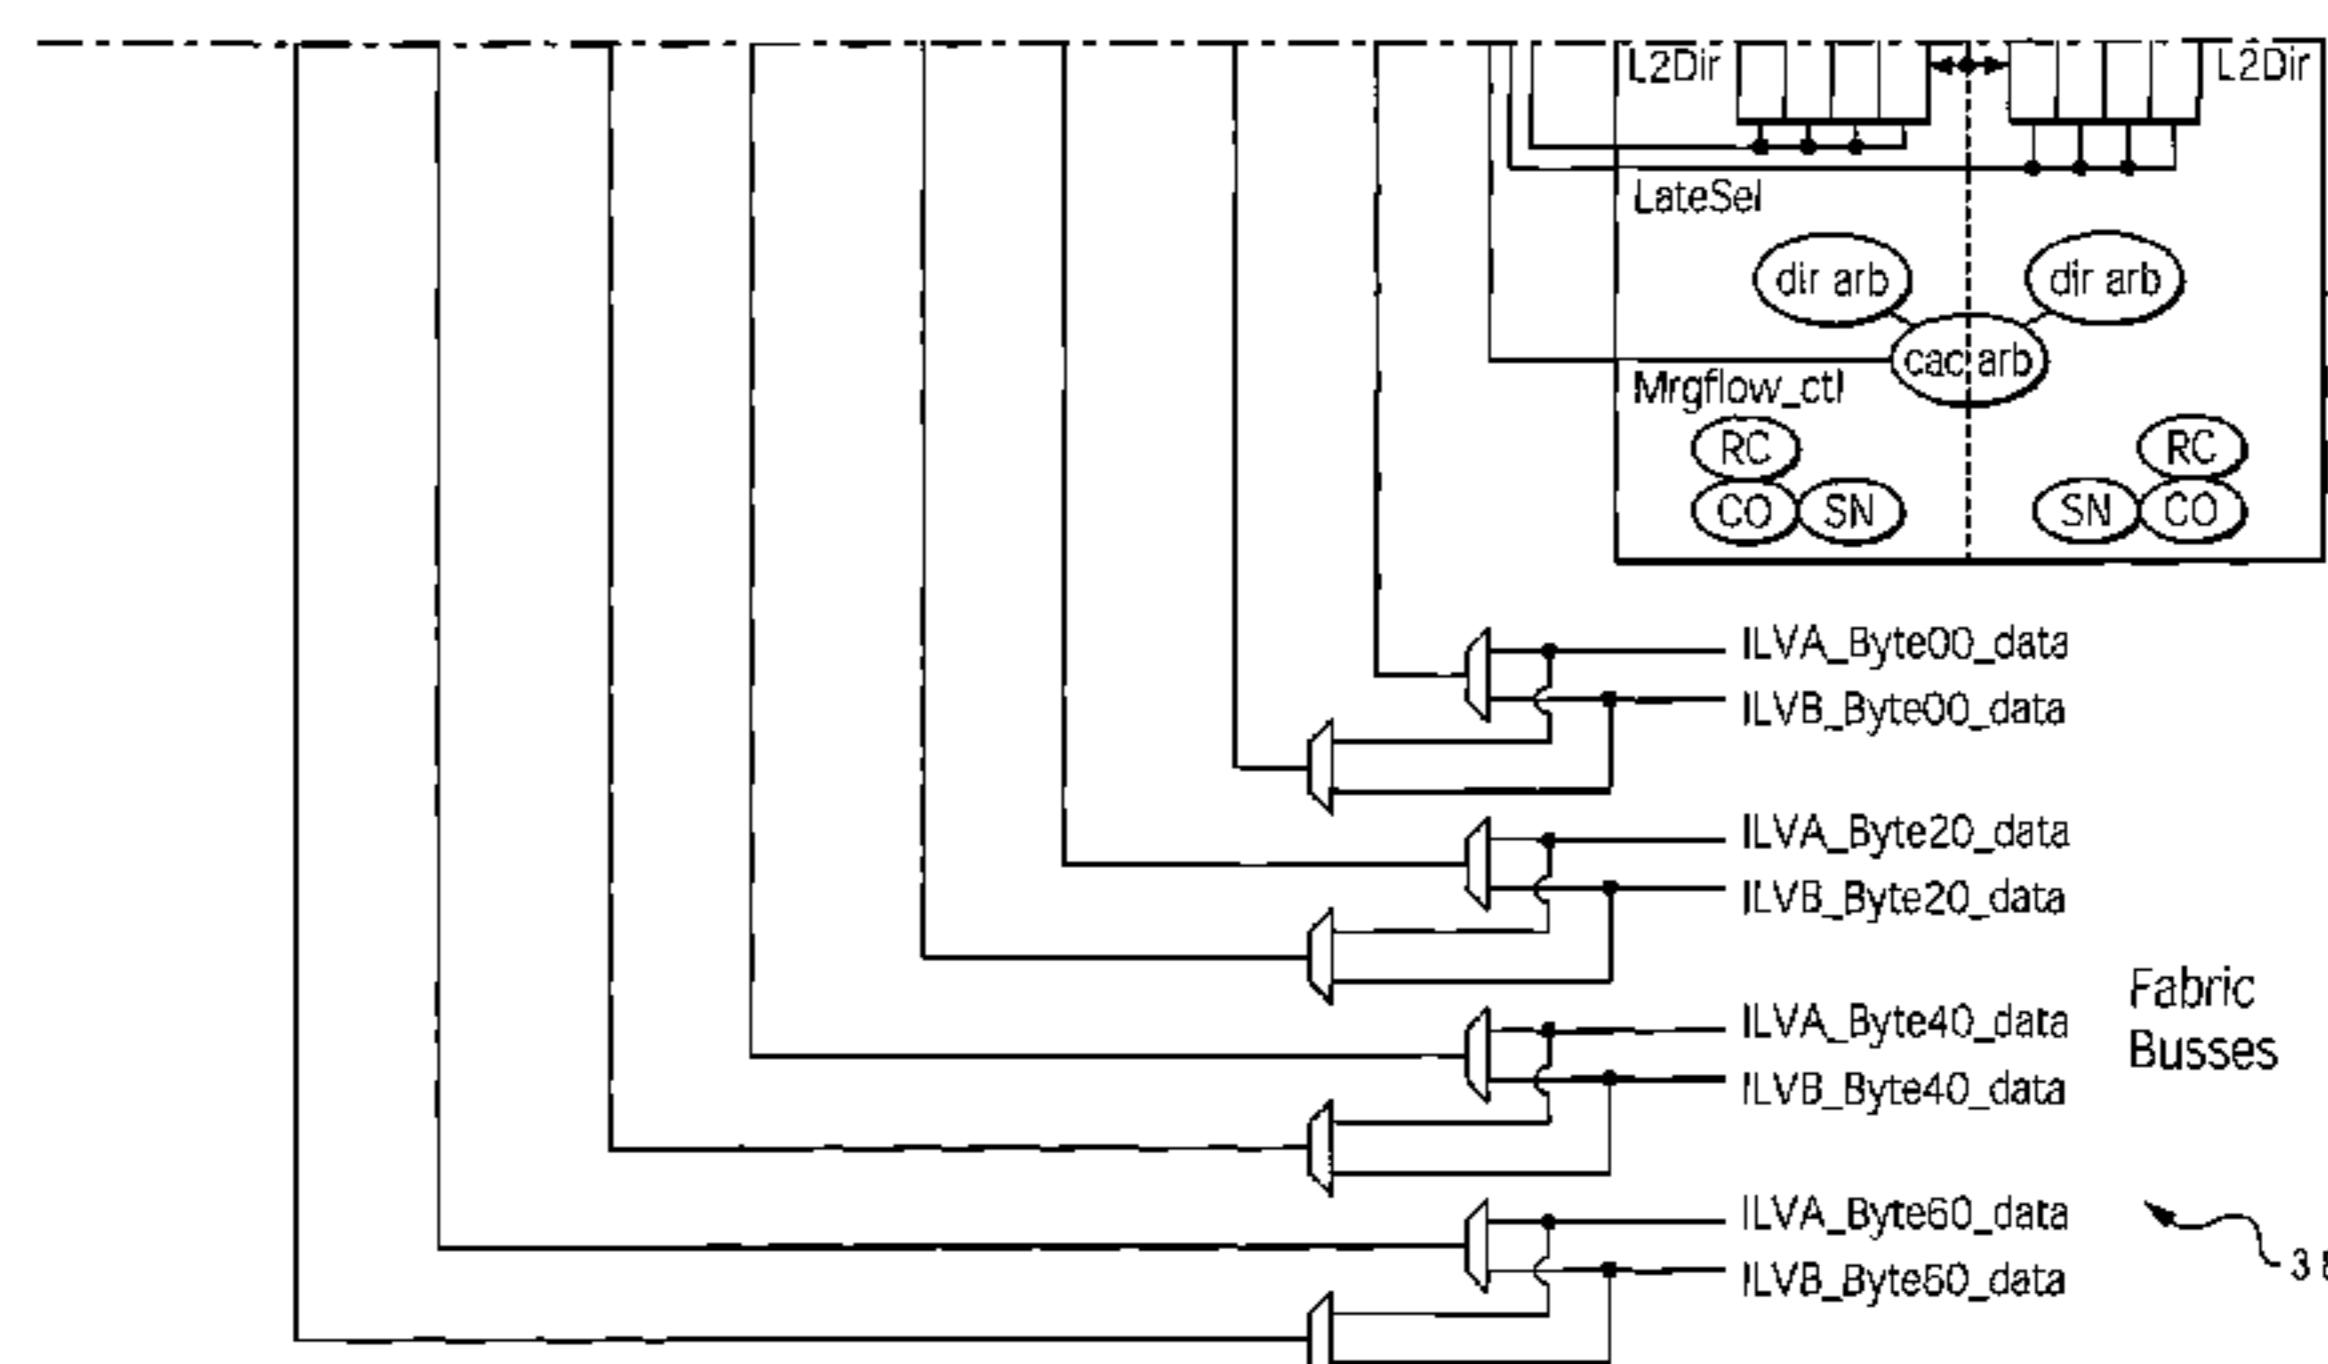 L2Dir L2Dir
LateSel
dir arb dir arb
cac arb
Mrgflow_ctl
RC RC
CO SN SN CO
ILVA_Byte00_data
ILVB_Byte00_data
ILVA_Byte20_data
ILVB_Byte20_data
Fabric
Busses
ILVA_Byte40_data
ILVB_Byte40_data
ILVA_Byte60_data
ILVB_Byte60_data